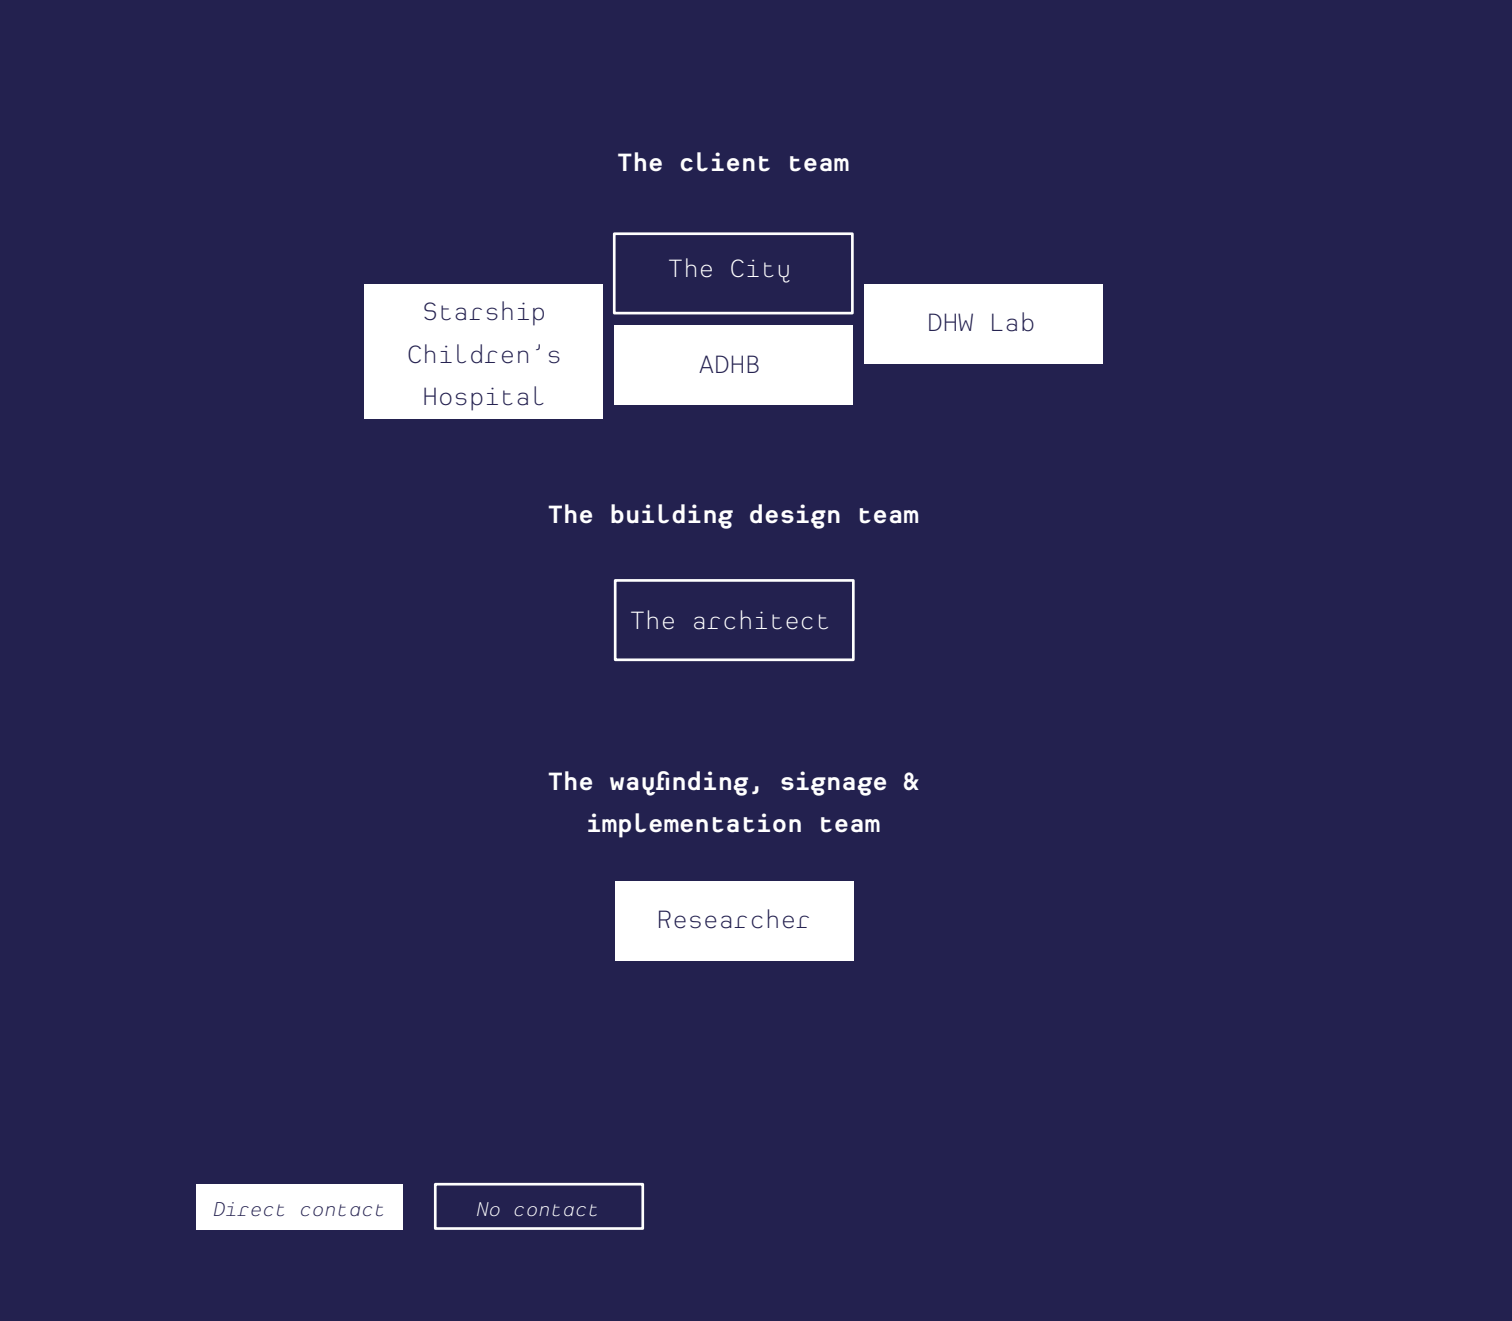 The client team
The City
Starship
Children’s
Hospital
ADHB
DHW Lab
The building design team
The architect
The wayfinding, signage &
implementation team
Researcher
Direct contact
No contact